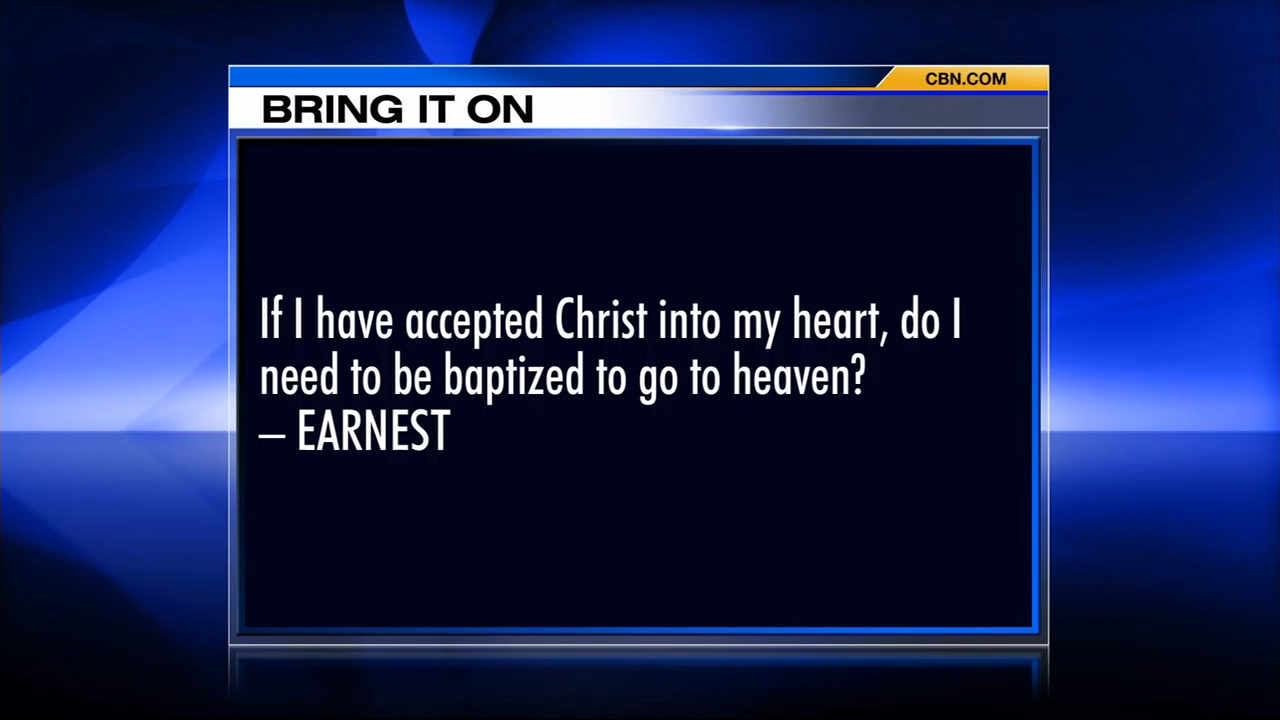 CBN.COM
BRING IT ON
If I have accepted Christ into my heart, do I
need to be baptized to go to heaven?
– EARNEST